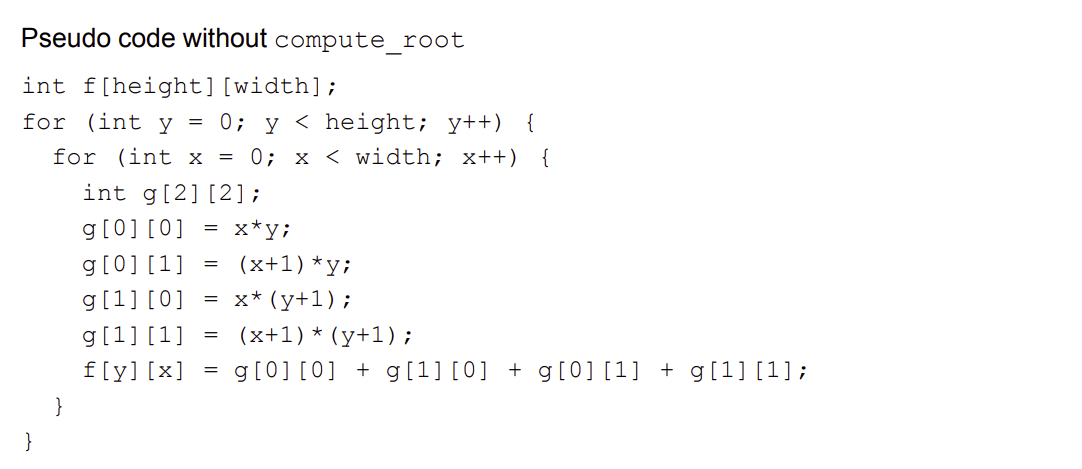 Pseudo code without compute_root
int f[height][width];
for (int y = 0; y < height; y++) {
  for (int x = 0; x < width; x++) {
    int g[2][2];
    g[0][0] = x*y;
    g[0][1] = (x+1)*y;
    g[1][0] = x*(y+1);
    g[1][1] = (x+1)*(y+1);
    f[y][x] = g[0][0] + g[1][0] + g[0][1] + g[1][1];
  }
}